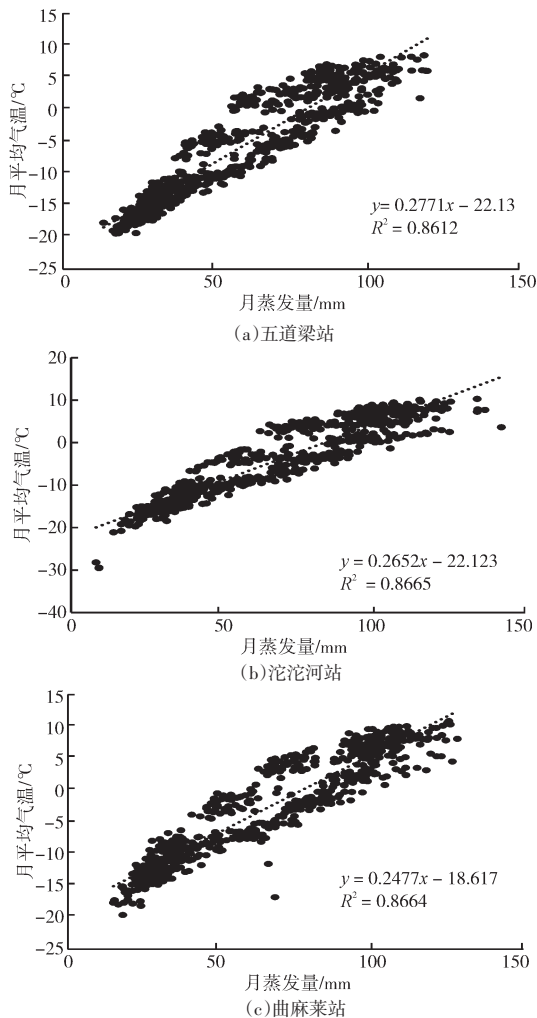 15
10
5
0
−5
−10
−15
−20
−25
月平均气温/℃
y= 0.2771x − 22.13
R² = 0.8612
0 50 100 150
月蒸发量/mm
(a)五道梁站
20
10
0
−10
−20
−30
−40
月平均气温/℃
y = 0.2652x − 22.123
R² = 0.8665
0 50 100 150
月蒸发量/mm
(b)沱沱河站
15
10
5
0
−5
−10
−15
−20
−25
月平均气温/℃
y = 0.2477x − 18.617
R² = 0.8664
0 50 100 150
月蒸发量/mm
(c)曲麻莱站